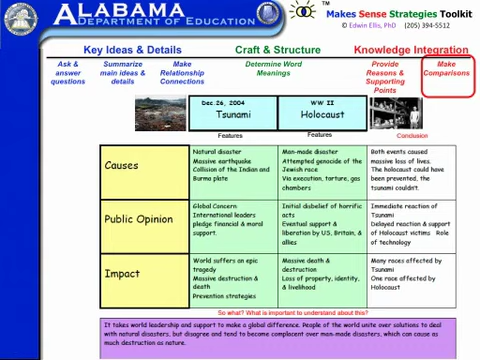 ALABAMA
DEPARTMENT OF EDUCATION
™
Makes Sense Strategies Toolkit
© Edwin Ellis, PhD (205) 394-5512
Key Ideas & Details
Craft & Structure
Knowledge Integration
Ask &
answer
questions
Summarize
main ideas &
details
Make
Relationship
Connections
Determine Word
Meanings
Provide
Reasons &
Supporting
Points
Make
Comparisons
Dec.26, 2004
Tsunami
WW II
Holocaust
Features
Features
Conclusion
Causes
Natural disaster
Massive earthquake
Collision of the Indian and
Burma plate
Man-made disaster
Attempted genocide of the
Jewish race
Via execution, torture, gas
chambers
Both events caused
massive loss of lives.
The holocaust could have
been prevented, the
tsunami couldn't.
Public Opinion
Global Concern
International leaders
pledge financial & moral
support.
Initial disbelief of horrific
acts
Eventual support &
liberation by US, Britain, &
allies
Immediate reaction of
Tsunami
Delayed reaction & support
of Holocaust victims Role
of technology
Impact
World suffers an epic
tragedy
Massive destruction &
death
Prevention strategies
Mass death &
destruction
Loss of property, identity,
& livelihood
Many races affected by
Tsunami
One race affected by
Holocaust
So what? What is important to understand about this?
It takes world leadership and support to make a global difference. People of the world unite over solutions to deal
with natural disasters, but disagree and tend to become complacent over man-made disasters, which can cause as
much destruction as nature.